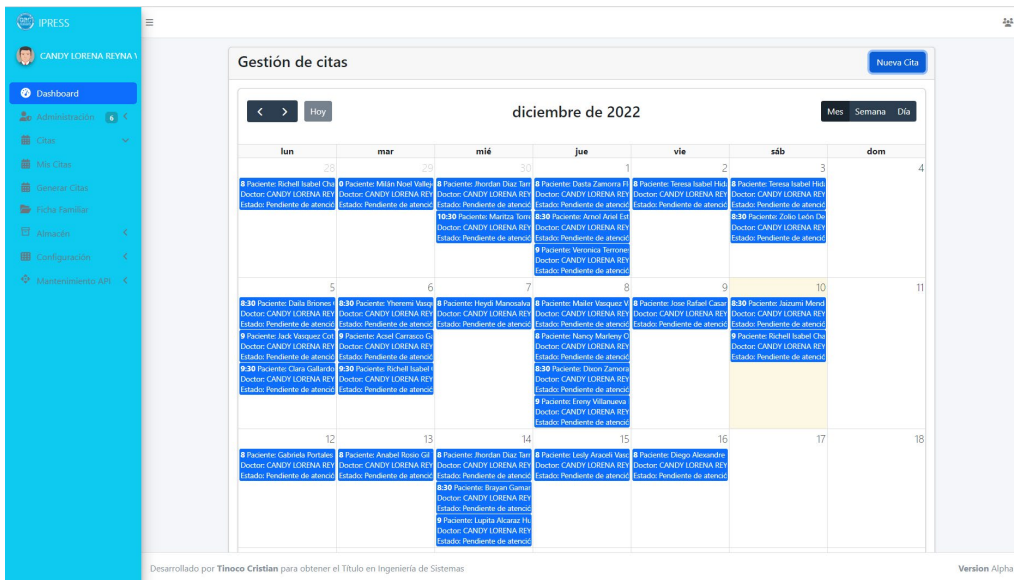 IPRESS
CANDY LORENA REYNA V
Dashboard
Administración 6
Citas
Mis Citas
Generar Citas
Ficha Familiar
Almacén
Configuración
Mantenimiento API
Gestión de citas
Nueva Cita
Hoy
diciembre de 2022
Mes Semana Día
lun mar mié jue vie sáb dom
28 29 30 1 2 3 4
8 Paciente: Richell Isabel Cha 0 Paciente: Milán Noel Vallej 8 Paciente: Jhordan Diaz Tarr 8 Paciente: Dasta Zamorra Fl 8 Paciente: Teresa Isabel Hida 8 Paciente: Teresa Isabel Hida
Doctor: CANDY LORENA REY Doctor: CANDY LORENA REY Doctor: CANDY LORENA REY Doctor: CANDY LORENA REY Doctor: CANDY LORENA REY Doctor: CANDY LORENA REY
Estado: Pendiente de atenció Estado: Pendiente de atenció Estado: Pendiente de atenció Estado: Pendiente de atenció Estado: Pendiente de atenció Estado: Pendiente de atenció
10:30 Paciente: Maritza Torre 8:30 Paciente: Arnol Ariel Est 8:30 Paciente: Zolio León De
Doctor: CANDY LORENA REY Doctor: CANDY LORENA REY Doctor: CANDY LORENA REY
Estado: Pendiente de atenció Estado: Pendiente de atenció Estado: Pendiente de atenció
9 Paciente: Veronica Terrone
Doctor: CANDY LORENA REY
Estado: Pendiente de atenció
5 6 7 8 9 10 11
8:30 Paciente: Daila Briones 8:30 Paciente: Yheremi Vasq 8 Paciente: Heydi Manosalva 8 Paciente: Mailer Vasquez V 8 Paciente: Jose Rafael Casar 8:30 Paciente: Jaizumi Mend
Doctor: CANDY LORENA REY Doctor: CANDY LORENA REY Doctor: CANDY LORENA REY Doctor: CANDY LORENA REY Doctor: CANDY LORENA REY Doctor: CANDY LORENA REY
Estado: Pendiente de atenció Estado: Pendiente de atenció Estado: Pendiente de atenció Estado: Pendiente de atenció Estado: Pendiente de atenció Estado: Pendiente de atenció
9 Paciente: Jack Vasquez Cot 9 Paciente: Acsel Carrasco Ga 8 Paciente: Nancy Marleny O 9 Paciente: Richell Isabel Cha
Doctor: CANDY LORENA REY Doctor: CANDY LORENA REY Doctor: CANDY LORENA REY Doctor: CANDY LORENA REY
Estado: Pendiente de atenció Estado: Pendiente de atenció Estado: Pendiente de atenció Estado: Pendiente de atenció
9:30 Paciente: Clara Gallardo 9:30 Paciente: Richell Isabel 8:30 Paciente: Dixon Zamora
Doctor: CANDY LORENA REY Doctor: CANDY LORENA REY Doctor: CANDY LORENA REY
Estado: Pendiente de atenció Estado: Pendiente de atenció Estado: Pendiente de atenció
9 Paciente: Ereny Villanueva
Doctor: CANDY LORENA REY
Estado: Pendiente de atenció
12 13 14 15 16 17 18
8 Paciente: Gabriela Portales 8 Paciente: Anabel Rosio Gil 8 Paciente: Jhordan Diaz Tarr 8 Paciente: Lesly Araceli Vasc 8 Paciente: Diego Alexandre
Doctor: CANDY LORENA REY Doctor: CANDY LORENA REY Doctor: CANDY LORENA REY Doctor: CANDY LORENA REY Doctor: CANDY LORENA REY
Estado: Pendiente de atenció Estado: Pendiente de atenció Estado: Pendiente de atenció Estado: Pendiente de atenció Estado: Pendiente de atenció
8:30 Paciente: Brayan Gamar
Doctor: CANDY LORENA REY
Estado: Pendiente de atenció
9 Paciente: Lupita Alcaraz Hu
Doctor: CANDY LORENA REY
Estado: Pendiente de atenció
Desarrollado por Tinoco Cristian para obtener el Título en Ingeniería de Sistemas Version Alpha